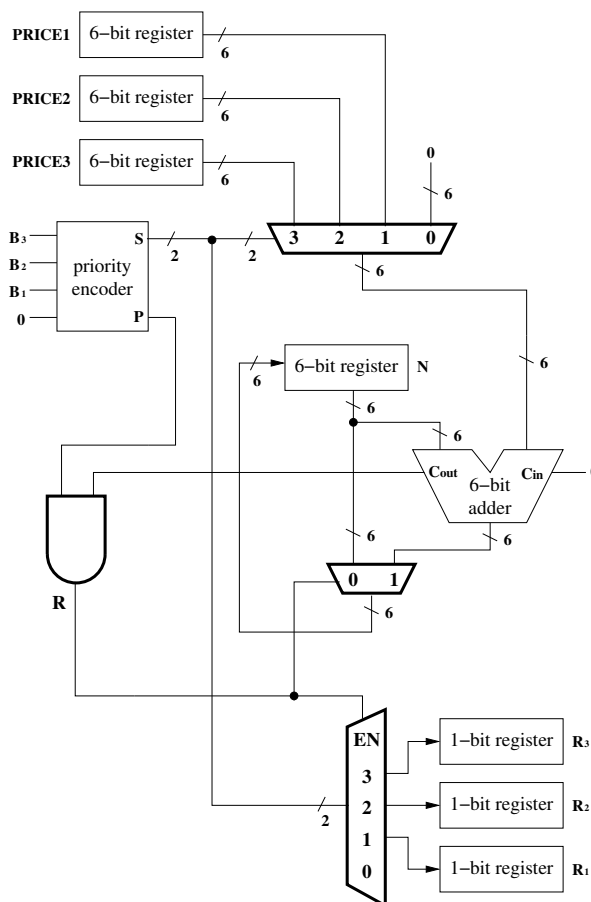 PRICE1 6−bit register
6
PRICE2 6−bit register
6
PRICE3 6−bit register
6
0
6
B3
B2
B1
0
priority
encoder
S
P
2
2
3 2 1 0
6
6
6
6−bit register N
6
6
Cout
Cin
6−bit
adder
6
6
0 1
6
R
EN
3
2
1
0
2
1−bit register R3
1−bit register R2
1−bit register R1